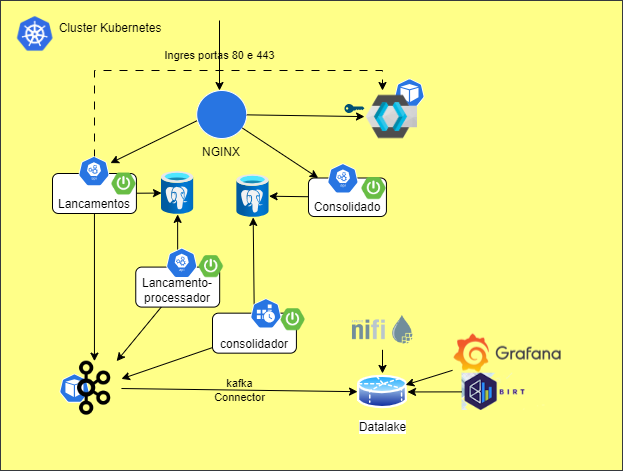 Cluster Kubernetes
Ingres portas 80 e 443
NGINX
Lancamentos
Consolidado
Lancamento-
processador
consolidador
nifi
Grafana
kafka
Connector
BIRT
Datalake